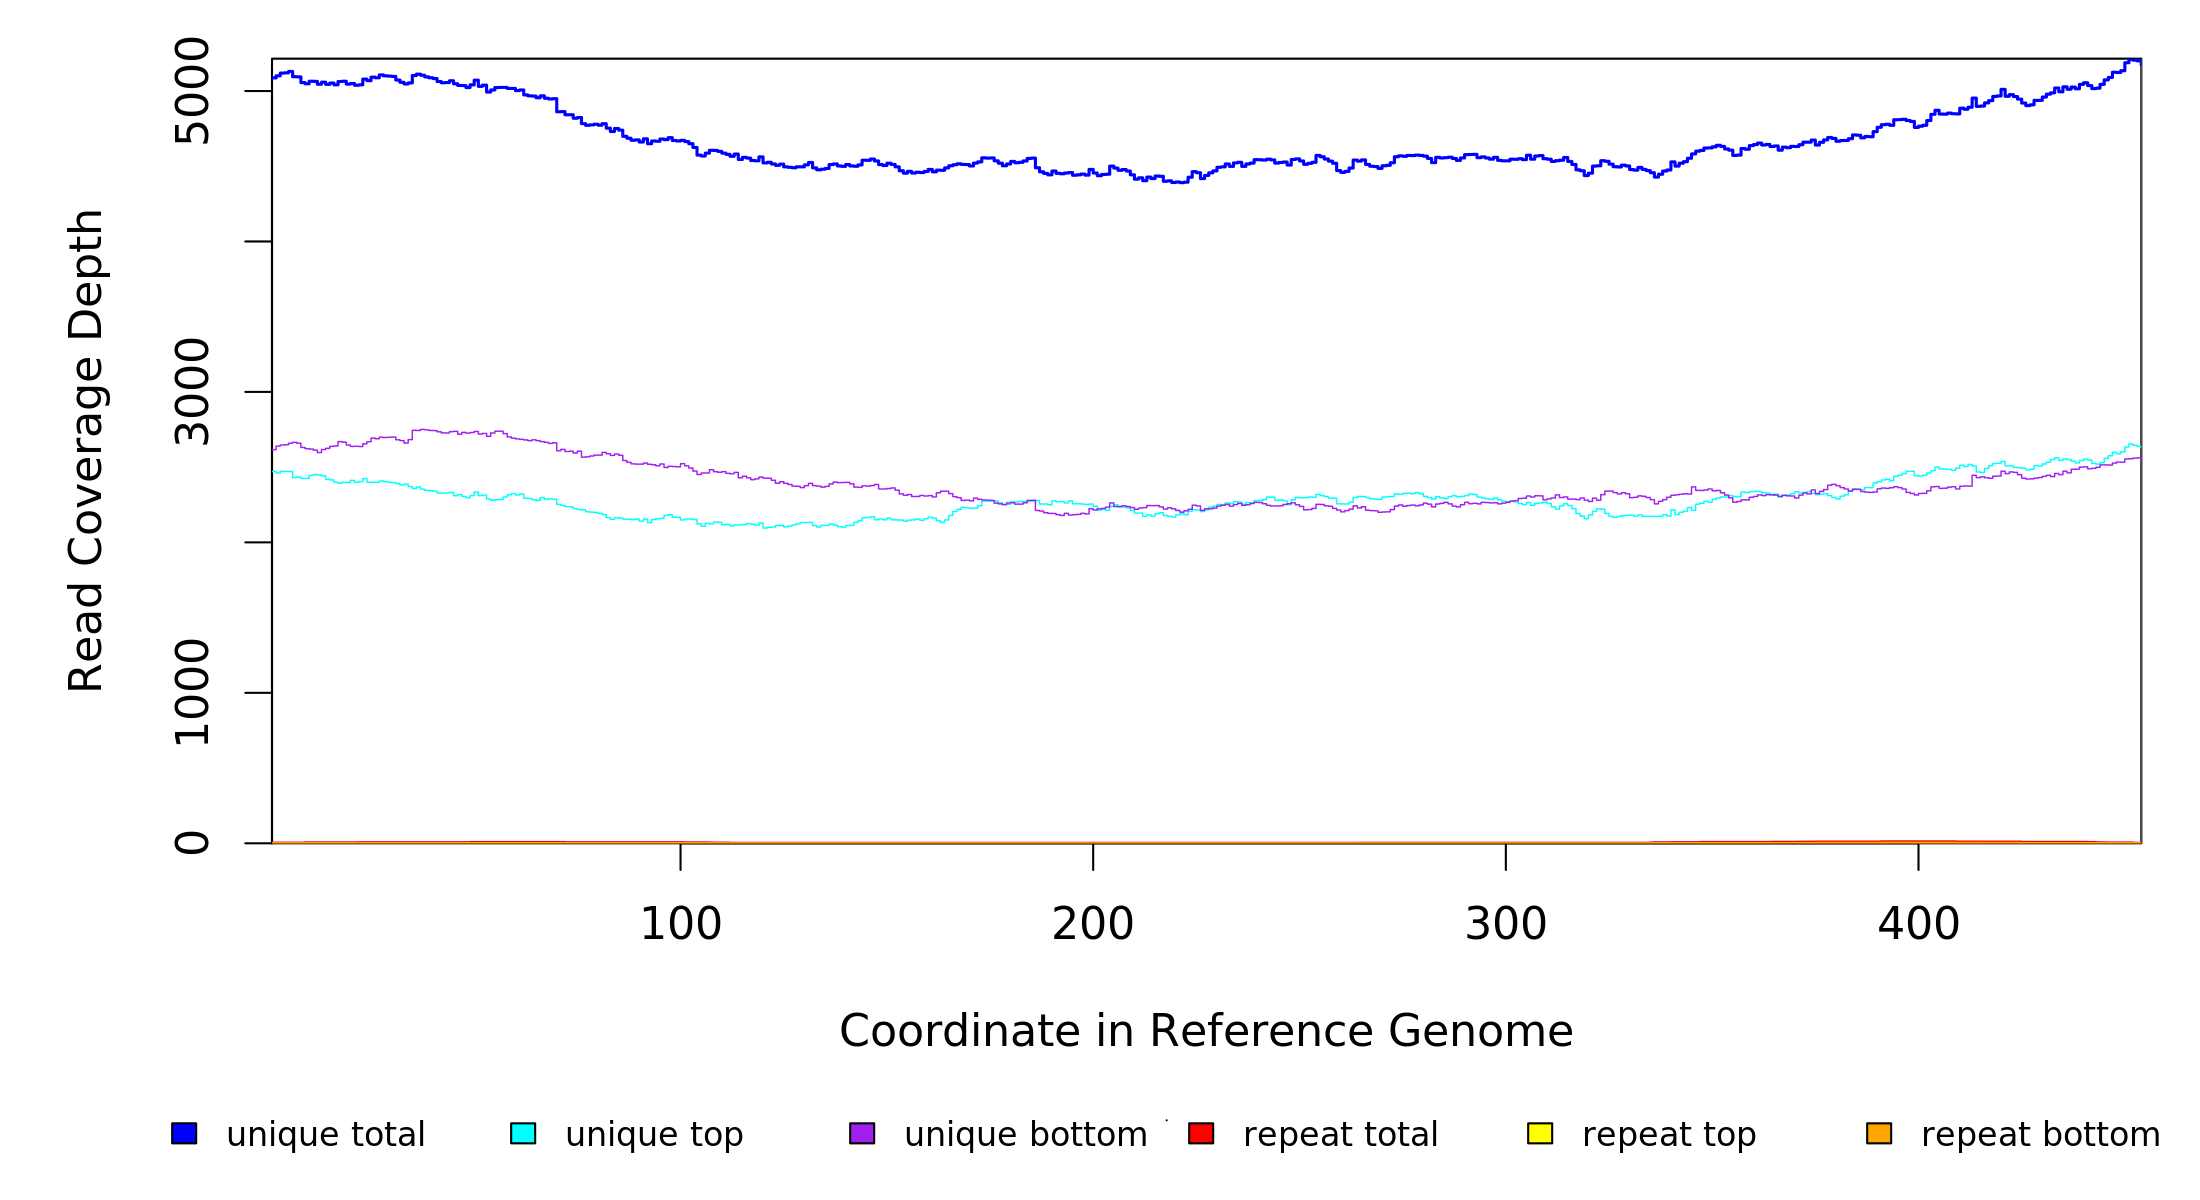 Read Coverage Depth
5000
3000
1000
0
100 200 300 400
Coordinate in Reference Genome
unique total unique top unique bottom repeat total repeat top repeat bottom